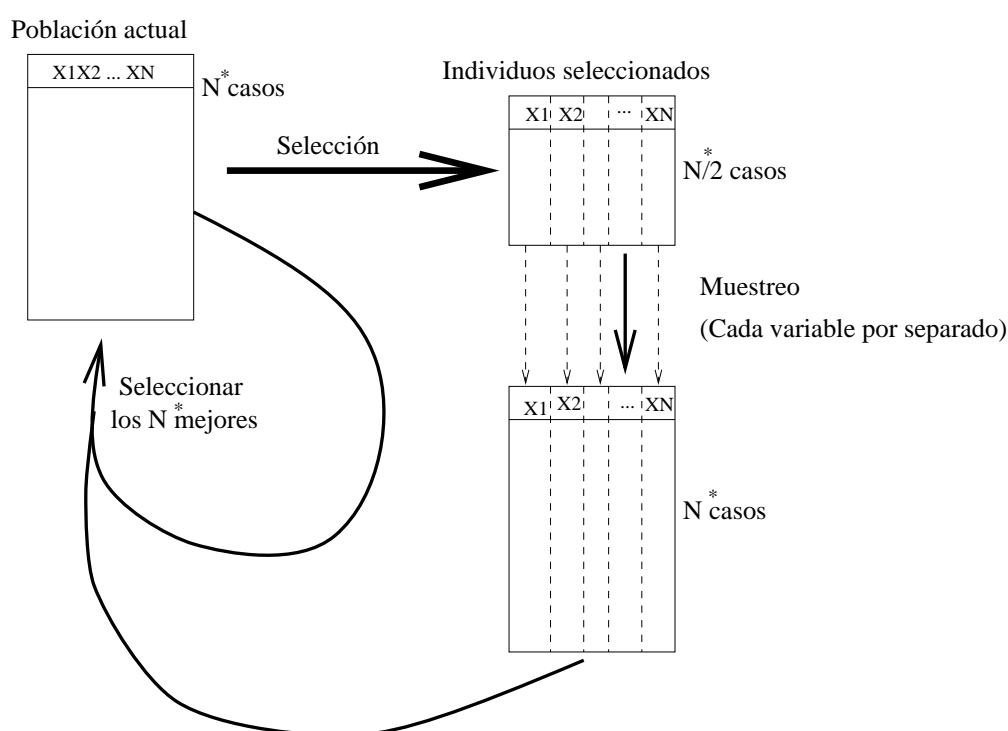 Población actual
X1X2 ... XN
N* casos
Selección
Individuos seleccionados
X1 X2 ... XN
N*/2 casos
Muestreo
(Cada variable por separado)
Seleccionar
los N* mejores
X1 X2 ... XN
N* casos